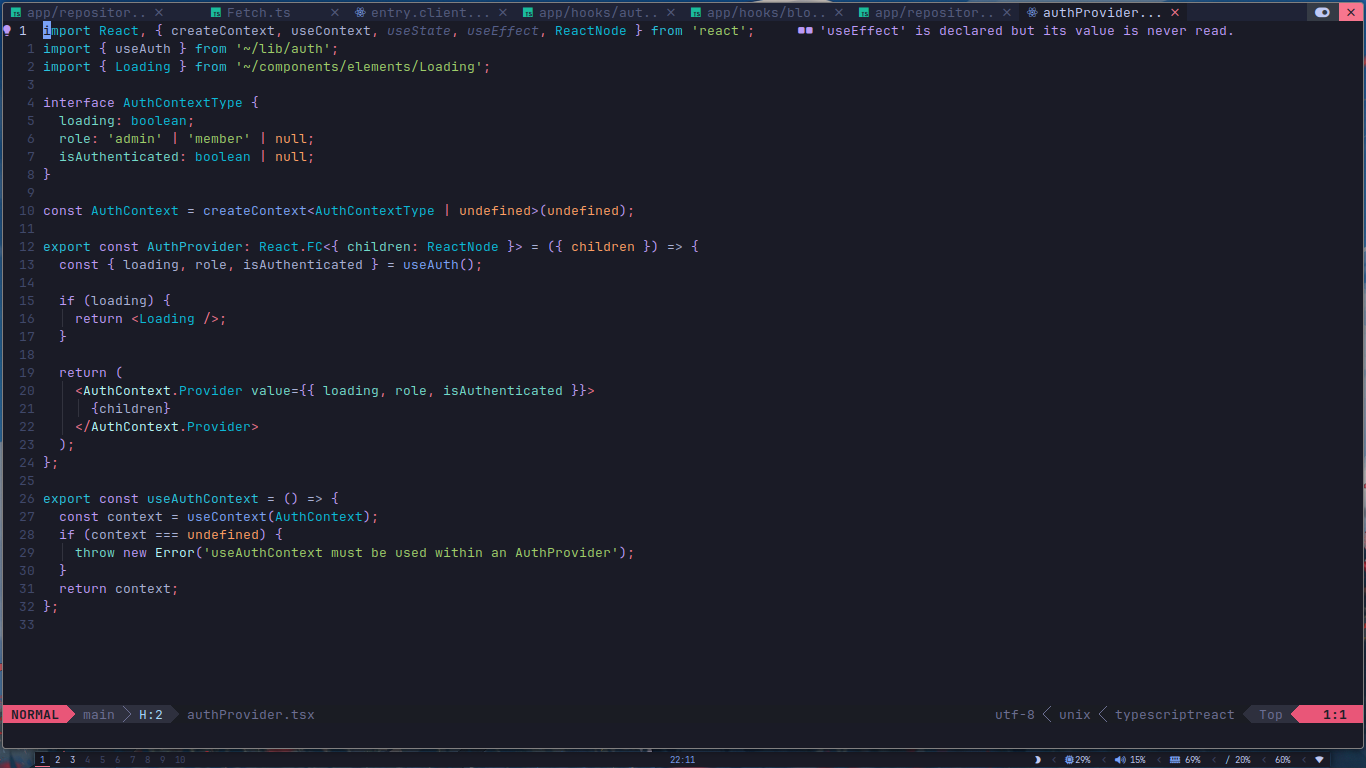 app/repositor.. Fetch.ts entry.client... app/hooks/aut.. app/hooks/blo.. app/repositor.. authProvider...
1 import React, { createContext, useContext, useState, useEffect, ReactNode } from 'react'; 'useEffect' is declared but its value is never read.
1 import { useAuth } from '~/lib/auth';
2 import { Loading } from '~/components/elements/Loading';
3
4 interface AuthContextType {
5 loading: boolean;
6 role: 'admin' | 'member' | null;
7 isAuthenticated: boolean | null;
8 }
9
10 const AuthContext = createContext<AuthContextType | undefined>(undefined);
11
12 export const AuthProvider: React.FC<{ children: ReactNode }> = ({ children }) => {
13 const { loading, role, isAuthenticated } = useAuth();
14
15 if (loading) {
16 return <Loading />;
17 }
18
19 return (
20 <AuthContext.Provider value={{ loading, role, isAuthenticated }}>
21 {children}
22 </AuthContext.Provider>
23 );
24 };
25
26 export const useAuthContext = () => {
27 const context = useContext(AuthContext);
28 if (context === undefined) {
29 throw new Error('useAuthContext must be used within an AuthProvider');
30 }
31 return context;
32 };
33
NORMAL main H:2 authProvider.tsx utf-8 unix typescriptreact Top 1:1
1 2 3 4 5 6 7 8 9 10 22:11 29% 15% 69% / 20% 60%